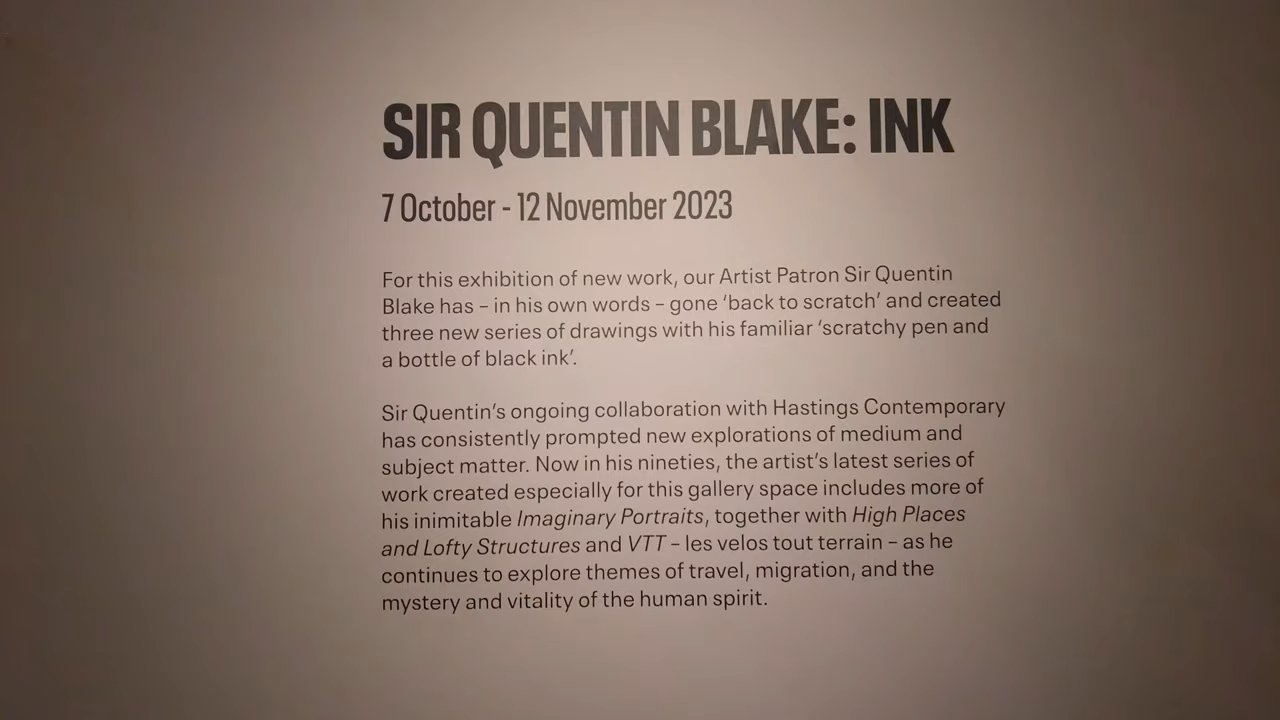 SIR QUENTIN BLAKE: INK
7 October - 12 November 2023
For this exhibition of new work, our Artist Patron Sir Quentin
Blake has – in his own words – gone ‘back to scratch’ and created
three new series of drawings with his familiar ‘scratchy pen and
a bottle of black ink’.
Sir Quentin’s ongoing collaboration with Hastings Contemporary
has consistently prompted new explorations of medium and
subject matter. Now in his nineties, the artist’s latest series of
work created especially for this gallery space includes more of
his inimitable Imaginary Portraits, together with High Places
and Lofty Structures and VTT – les velos tout terrain – as he
continues to explore themes of travel, migration, and the
mystery and vitality of the human spirit.